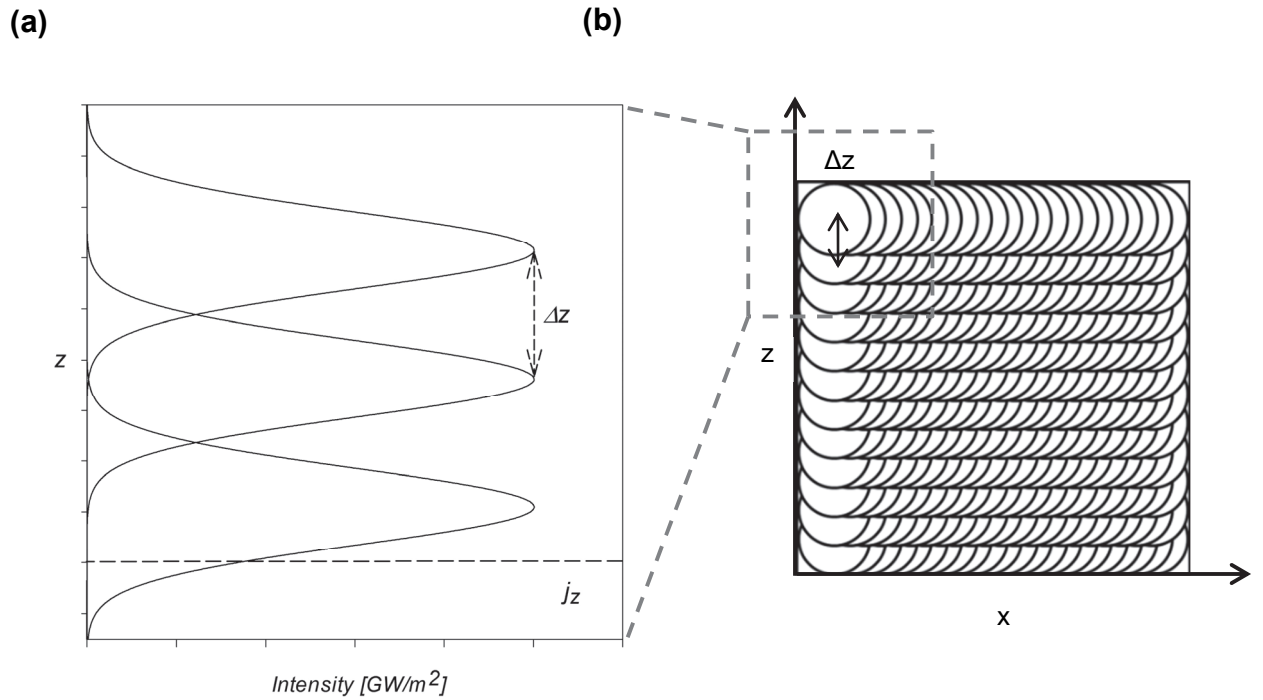 (a)
(b)
Δz
z
j_z
Intensity [GW/m²]
Δz
z
x